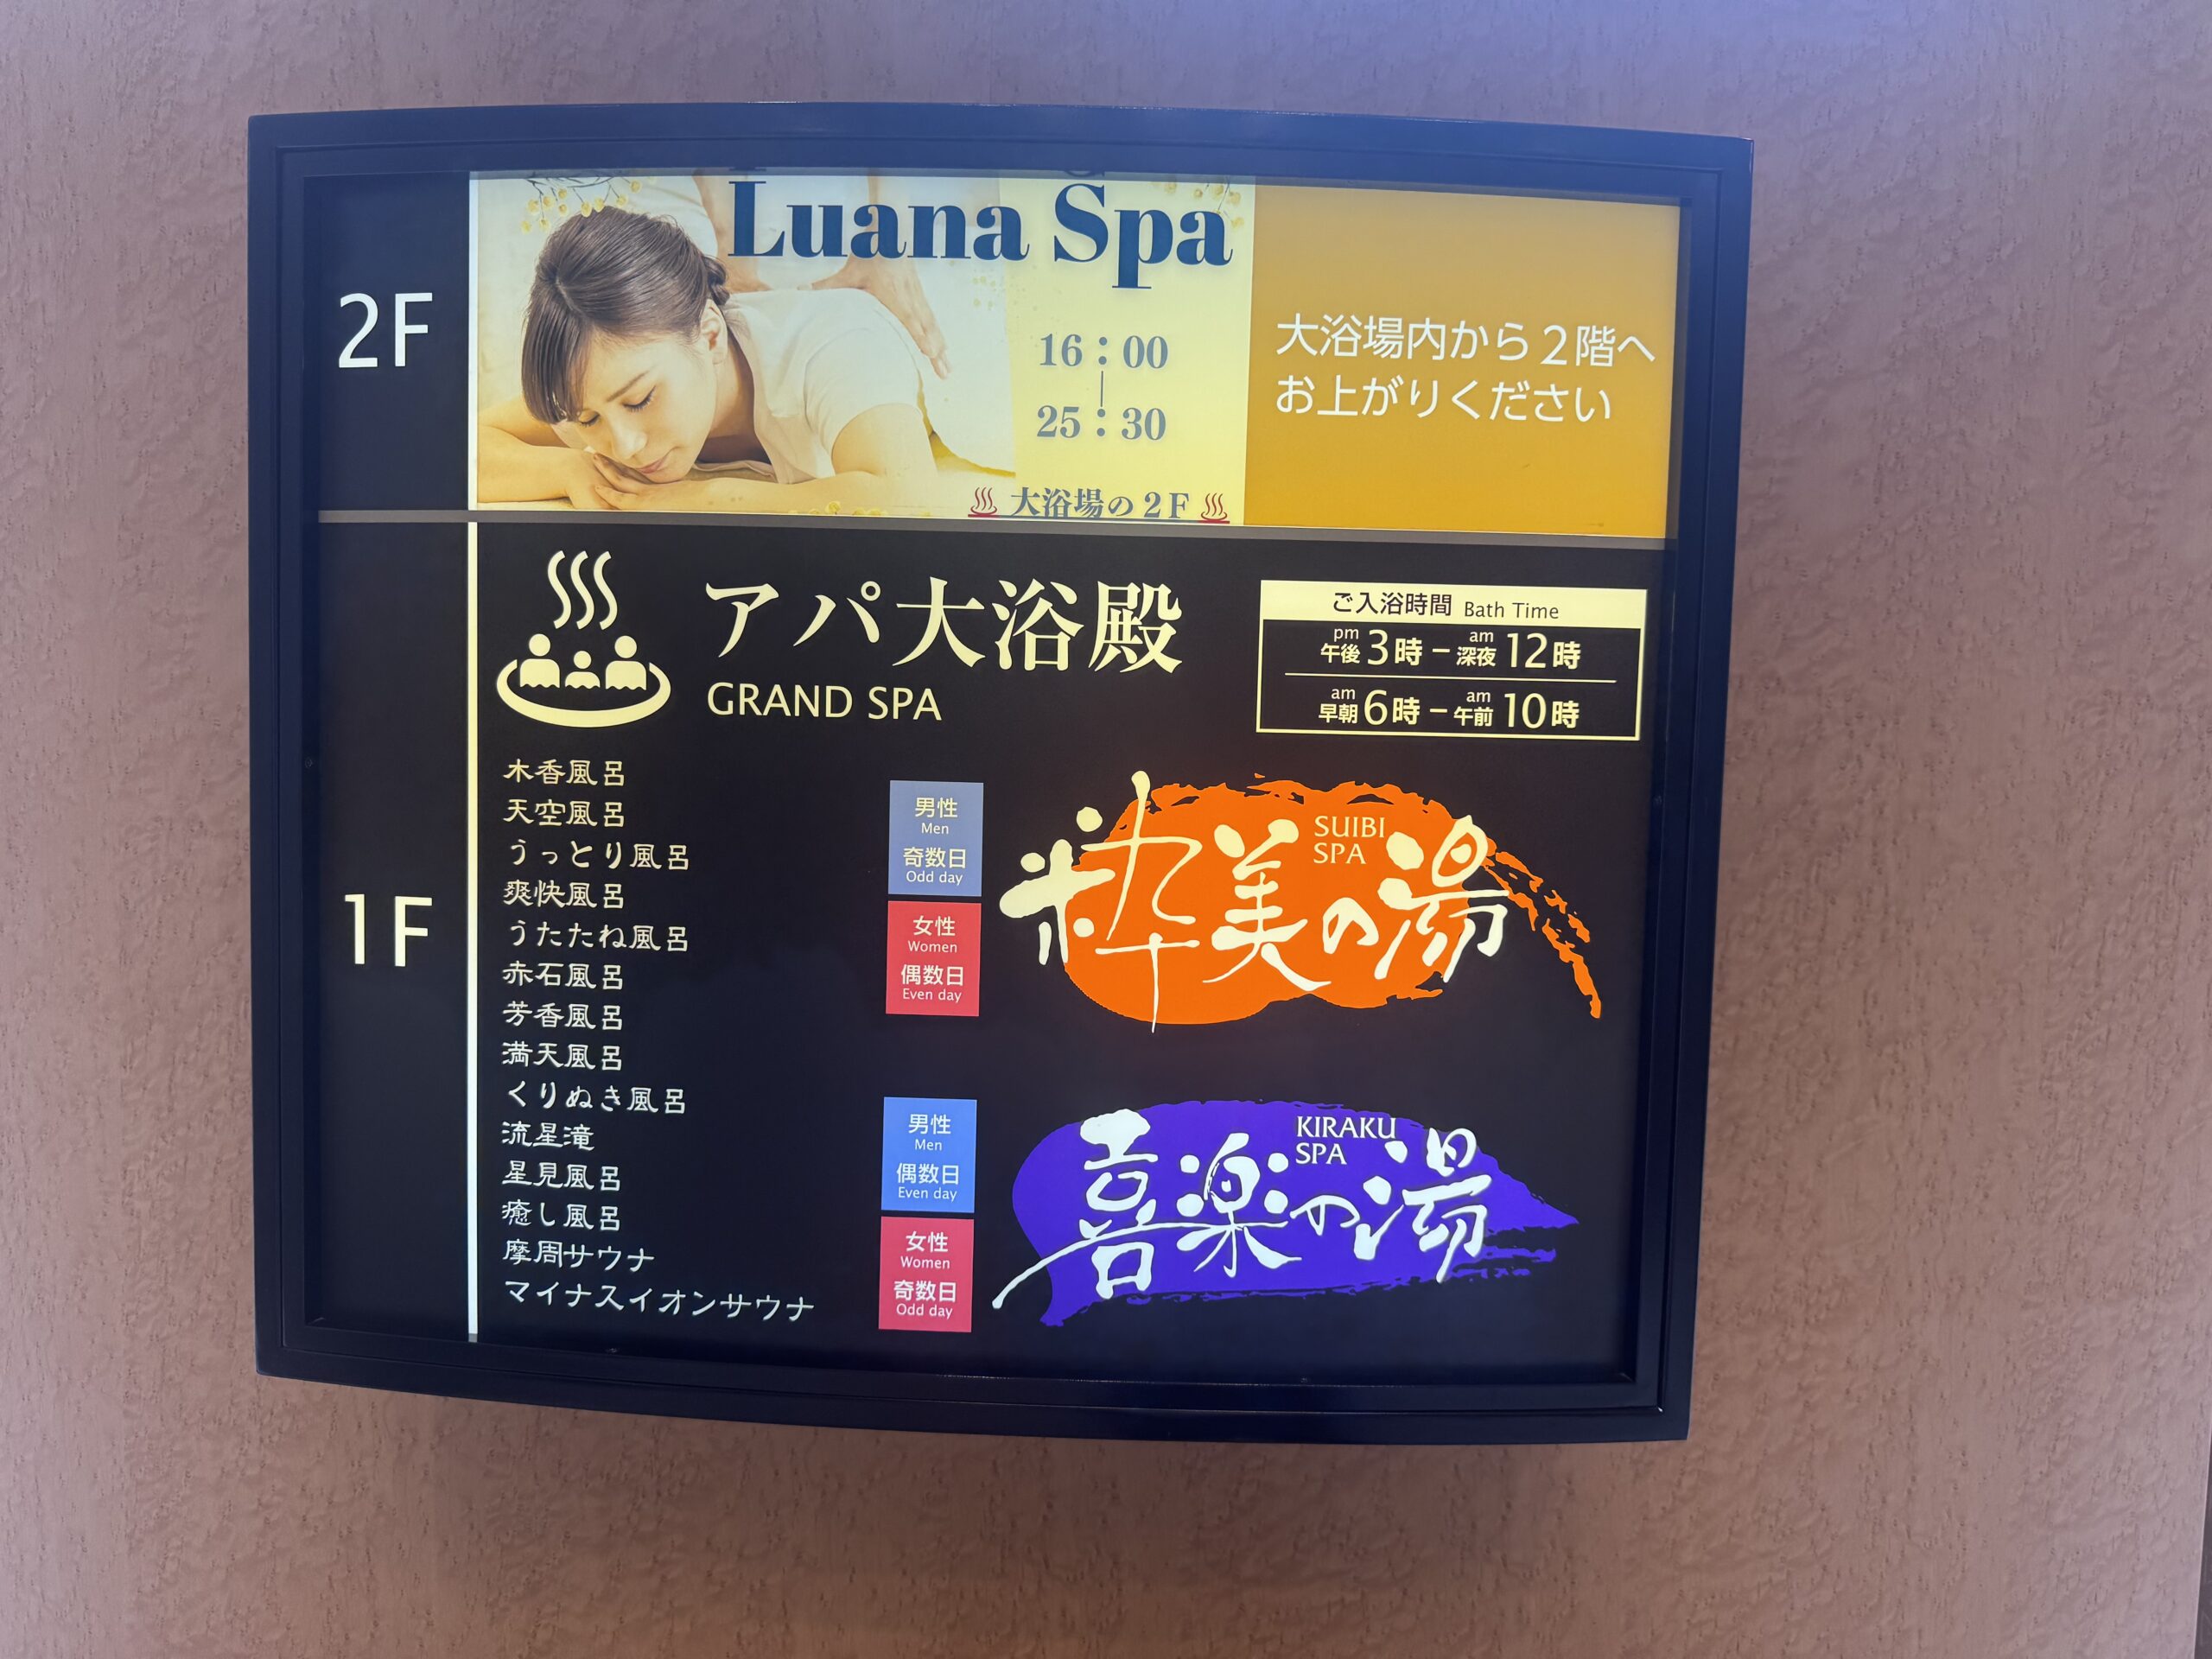 2F
Luana Spa
16:00
25:30
大浴場の2F
大浴場内から2階へ
お上がりください
1F
アパ大浴殿
GRAND SPA
ご入浴時間 Bath Time
pm am
午後3時－深夜12時
am am
早朝6時－午前10時
木香風呂
天空風呂
うっとり風呂
爽快風呂
うたたね風呂
赤石風呂
芳香風呂
満天風呂
くりぬき風呂
流星滝
星見風呂
癒し風呂
摩周サウナ
マイナスイオンサウナ
男性
Men
奇数日
Odd day
女性
Women
偶数日
Even day
粋美の湯
SUIBI
SPA
男性
Men
偶数日
Even day
女性
Women
奇数日
Odd day
喜楽の湯
KIRAKU
SPA